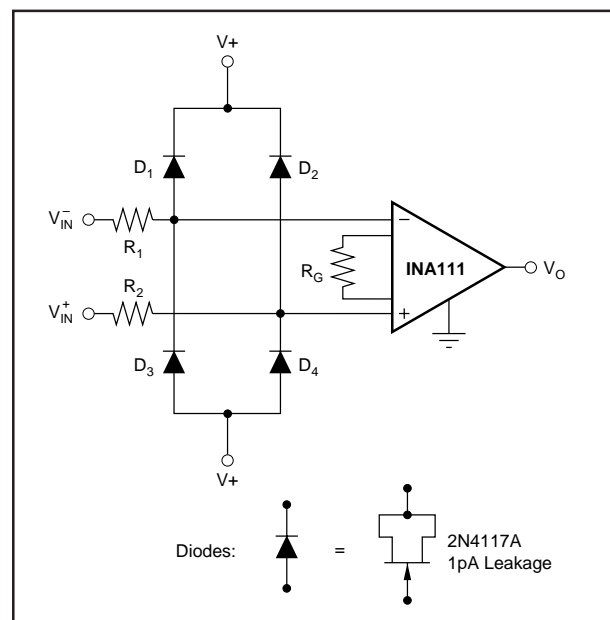 V+
D1 D2
V−IN
R1
− INA111 +
RG
VO
R2
V+IN
D3 D4
V+
Diodes: =
2N4117A
1pA Leakage